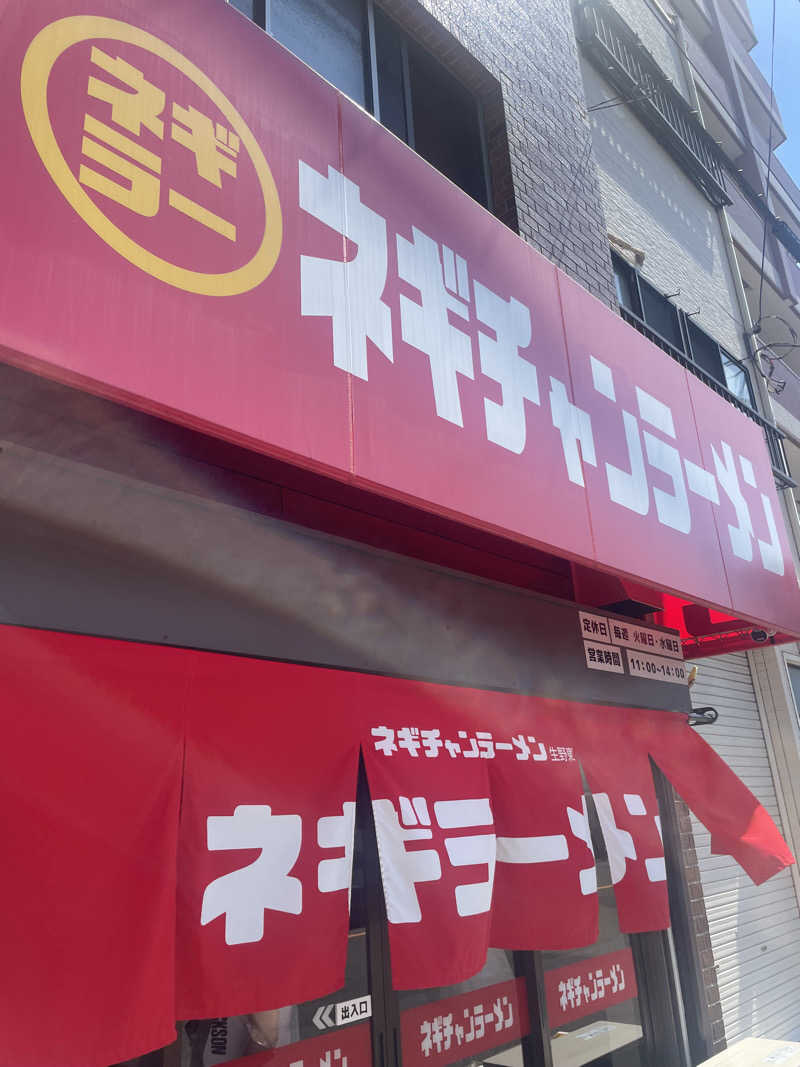 ネギ
ラー
ネギチャンラーメン
定休日 毎週 火曜日・水曜日
営業時間 11:00~14:00
ネギチャンラーメン 生野東
ネギラーメン
出入口
ネギチャンラーメン
ネギチャンラーメン